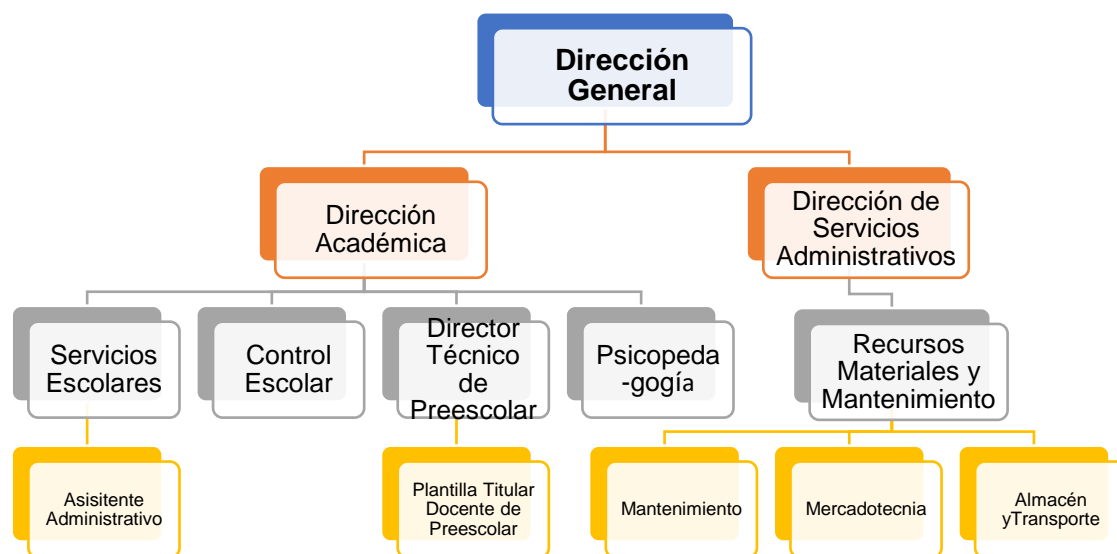 Dirección
General
Dirección
Académica
Dirección de
Servicios
Administrativos
Servicios
Escolares
Control
Escolar
Director
Técnico
de
Preescolar
Psicopeda
-gogía
Recursos
Materiales y
Mantenimiento
Asisitente
Administrativo
Plantilla Titular
Docente de
Preescolar
Mantenimiento
Mercadotecnia
Almacén
yTransporte